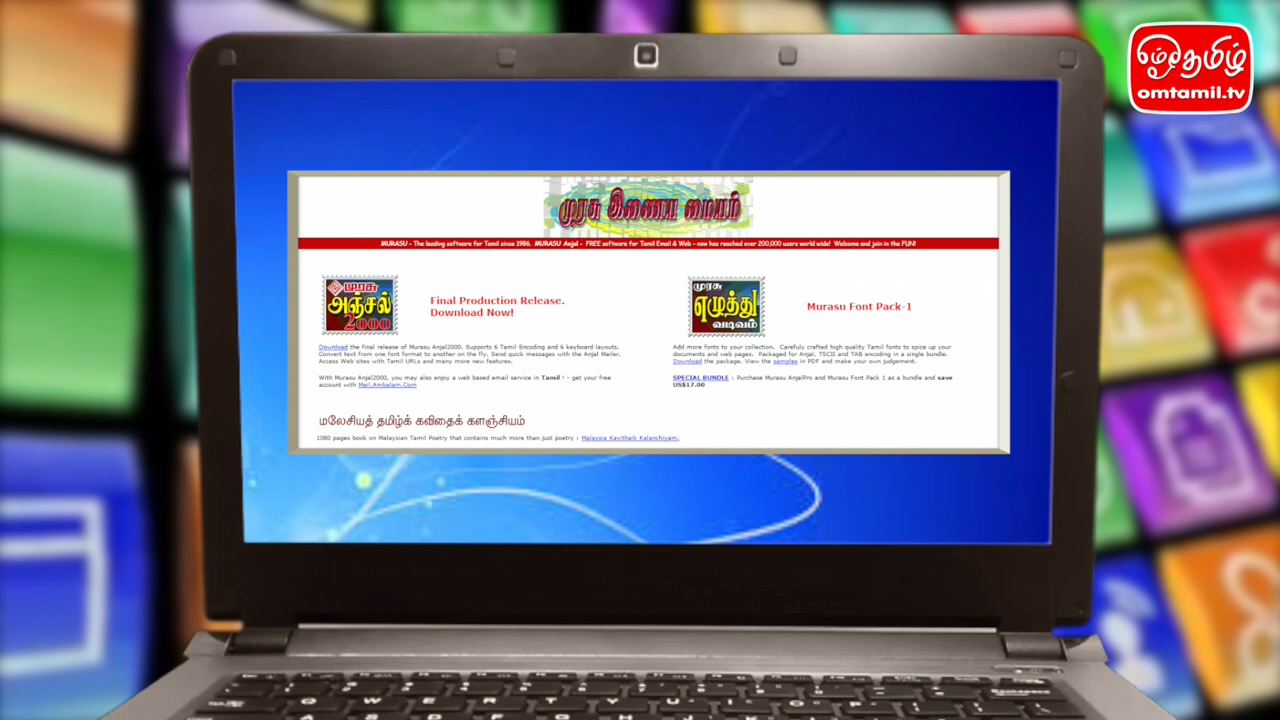 ஓம்தமிழ்
omtamil.tv
முரசு இணைய மையம்
MURASU - The leading software for Tamil since 1986. MURASU Anjal - FREE software for Tamil Email & Web - now has reached over 200,000 users world wide! Welcome and join in the FUN!
முரசு
அஞ்சல்
2000
Final Production Release.
Download Now!
Download the final release of Murasu Anjal2000. Supports 6 Tamil Encoding and 6 keyboard layouts.
Convert text from one font format to another on the fly. Send quick messages with the Anjal Mailer.
Access Web sites with Tamil URLs and many more new features.
With Murasu Anjal2000, you may also enjoy a web based email service in Tamil ! - get your free
account with Mail.Ambalam.Com
முரசு
எழுத்து
வடிவம்
Murasu Font Pack-1
Add more fonts to your collection. Carefully crafted high quality Tamil fonts to spice up your
documents and web pages. Packaged for Anjal, TSCII and TAB encoding in a single bundle.
Download the package. View the samples in PDF and make your own judgement.
SPECIAL BUNDLE : Purchase Murasu AnjalPro and Murasu Font Pack 1 as a bundle and save
US$17.00
மலேசியத் தமிழ்க் கவிதைக் களஞ்சியம்
1080 pages book on Malaysian Tamil Poetry that contains much more than just poetry : Malaysia Kavithaik Kalanchiyam.
Q W E R T Y U I O P
A S D F G H J K L